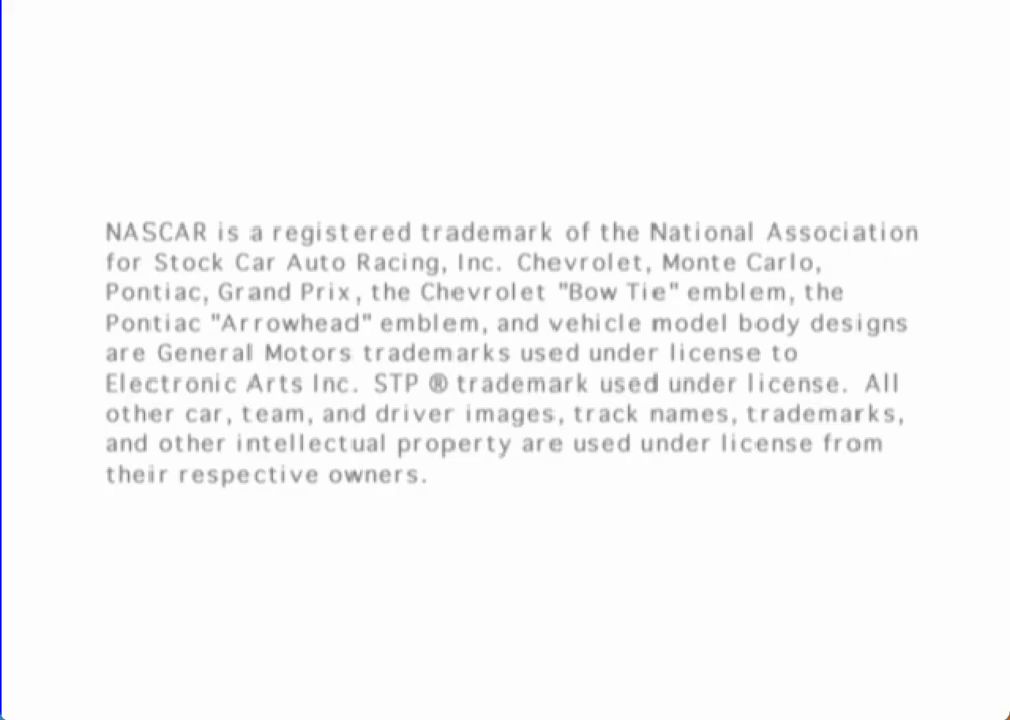 NASCAR is a registered trademark of the National Association
for Stock Car Auto Racing, Inc. Chevrolet, Monte Carlo,
Pontiac, Grand Prix, the Chevrolet "Bow Tie" emblem, the
Pontiac "Arrowhead" emblem, and vehicle model body designs
are General Motors trademarks used under license to
Electronic Arts Inc. STP ® trademark used under license. All
other car, team, and driver images, track names, trademarks,
and other intellectual property are used under license from
their respective owners.